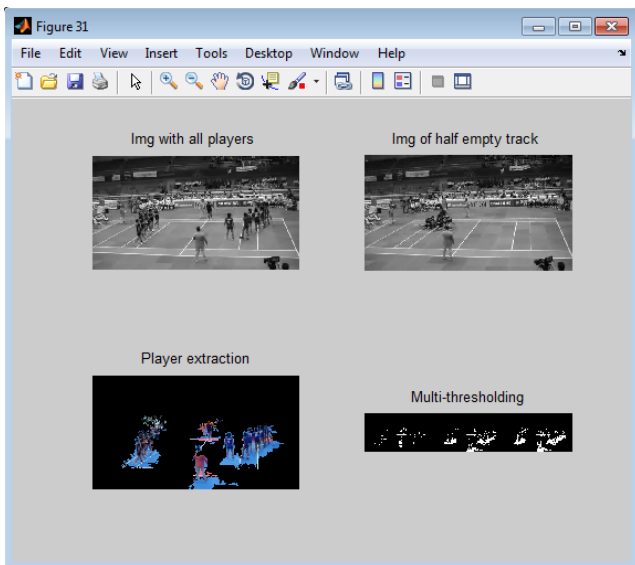 Figure 31
File Edit View Insert Tools Desktop Window Help
Img with all players
Img of half empty track
Player extraction
Multi-thresholding